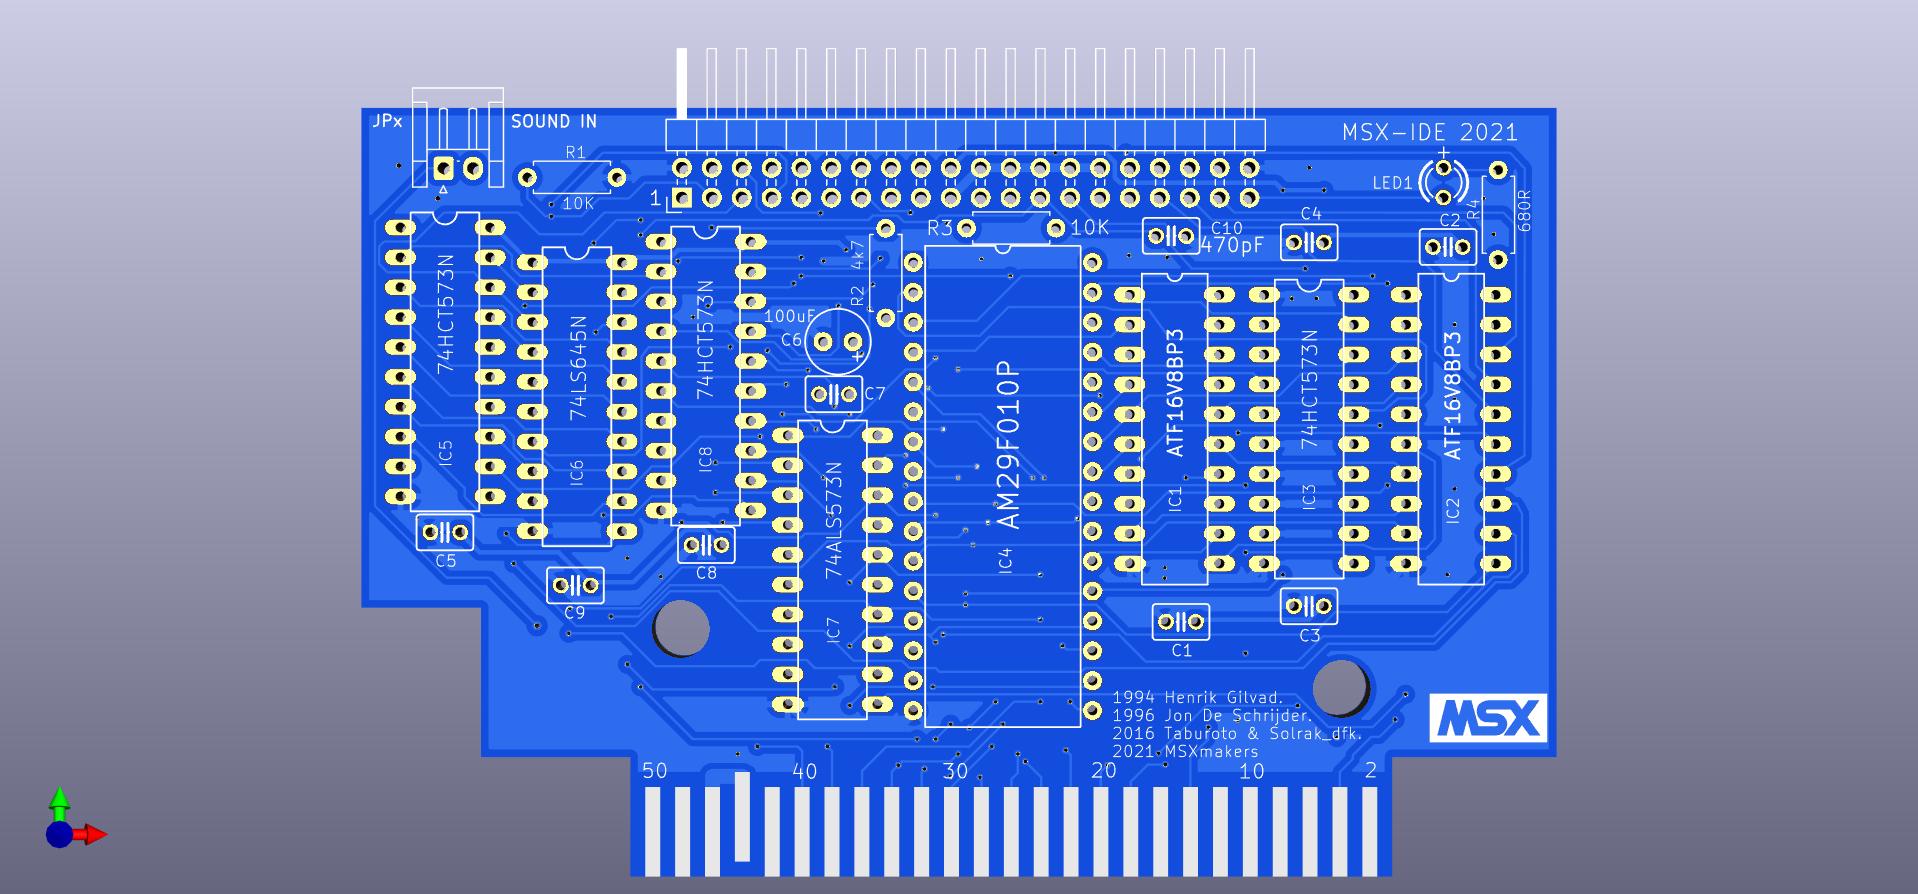 JPx
SOUND IN
MSX-IDE 2021
R1
10K
1
LED1
R4
680R
R3
10K
C10
470pF
C4
C2
4k7
R2
100uF
C6
C7
74HCT573N
IC5
74LS645N
IC6
74HCT573N
IC8
74ALS573N
IC7
AM29F010P
IC4
ATF16V8BP3
IC1
74HCT573N
IC3
ATF16V8BP3
IC2
C5
C9
C8
C1
C3
1994 Henrik Gilvad.
1996 Jon De Schrijder.
2016 Tabufoto & Solrak_dfk.
2021 MSXmakers
MSX
50
40
30
20
10
2